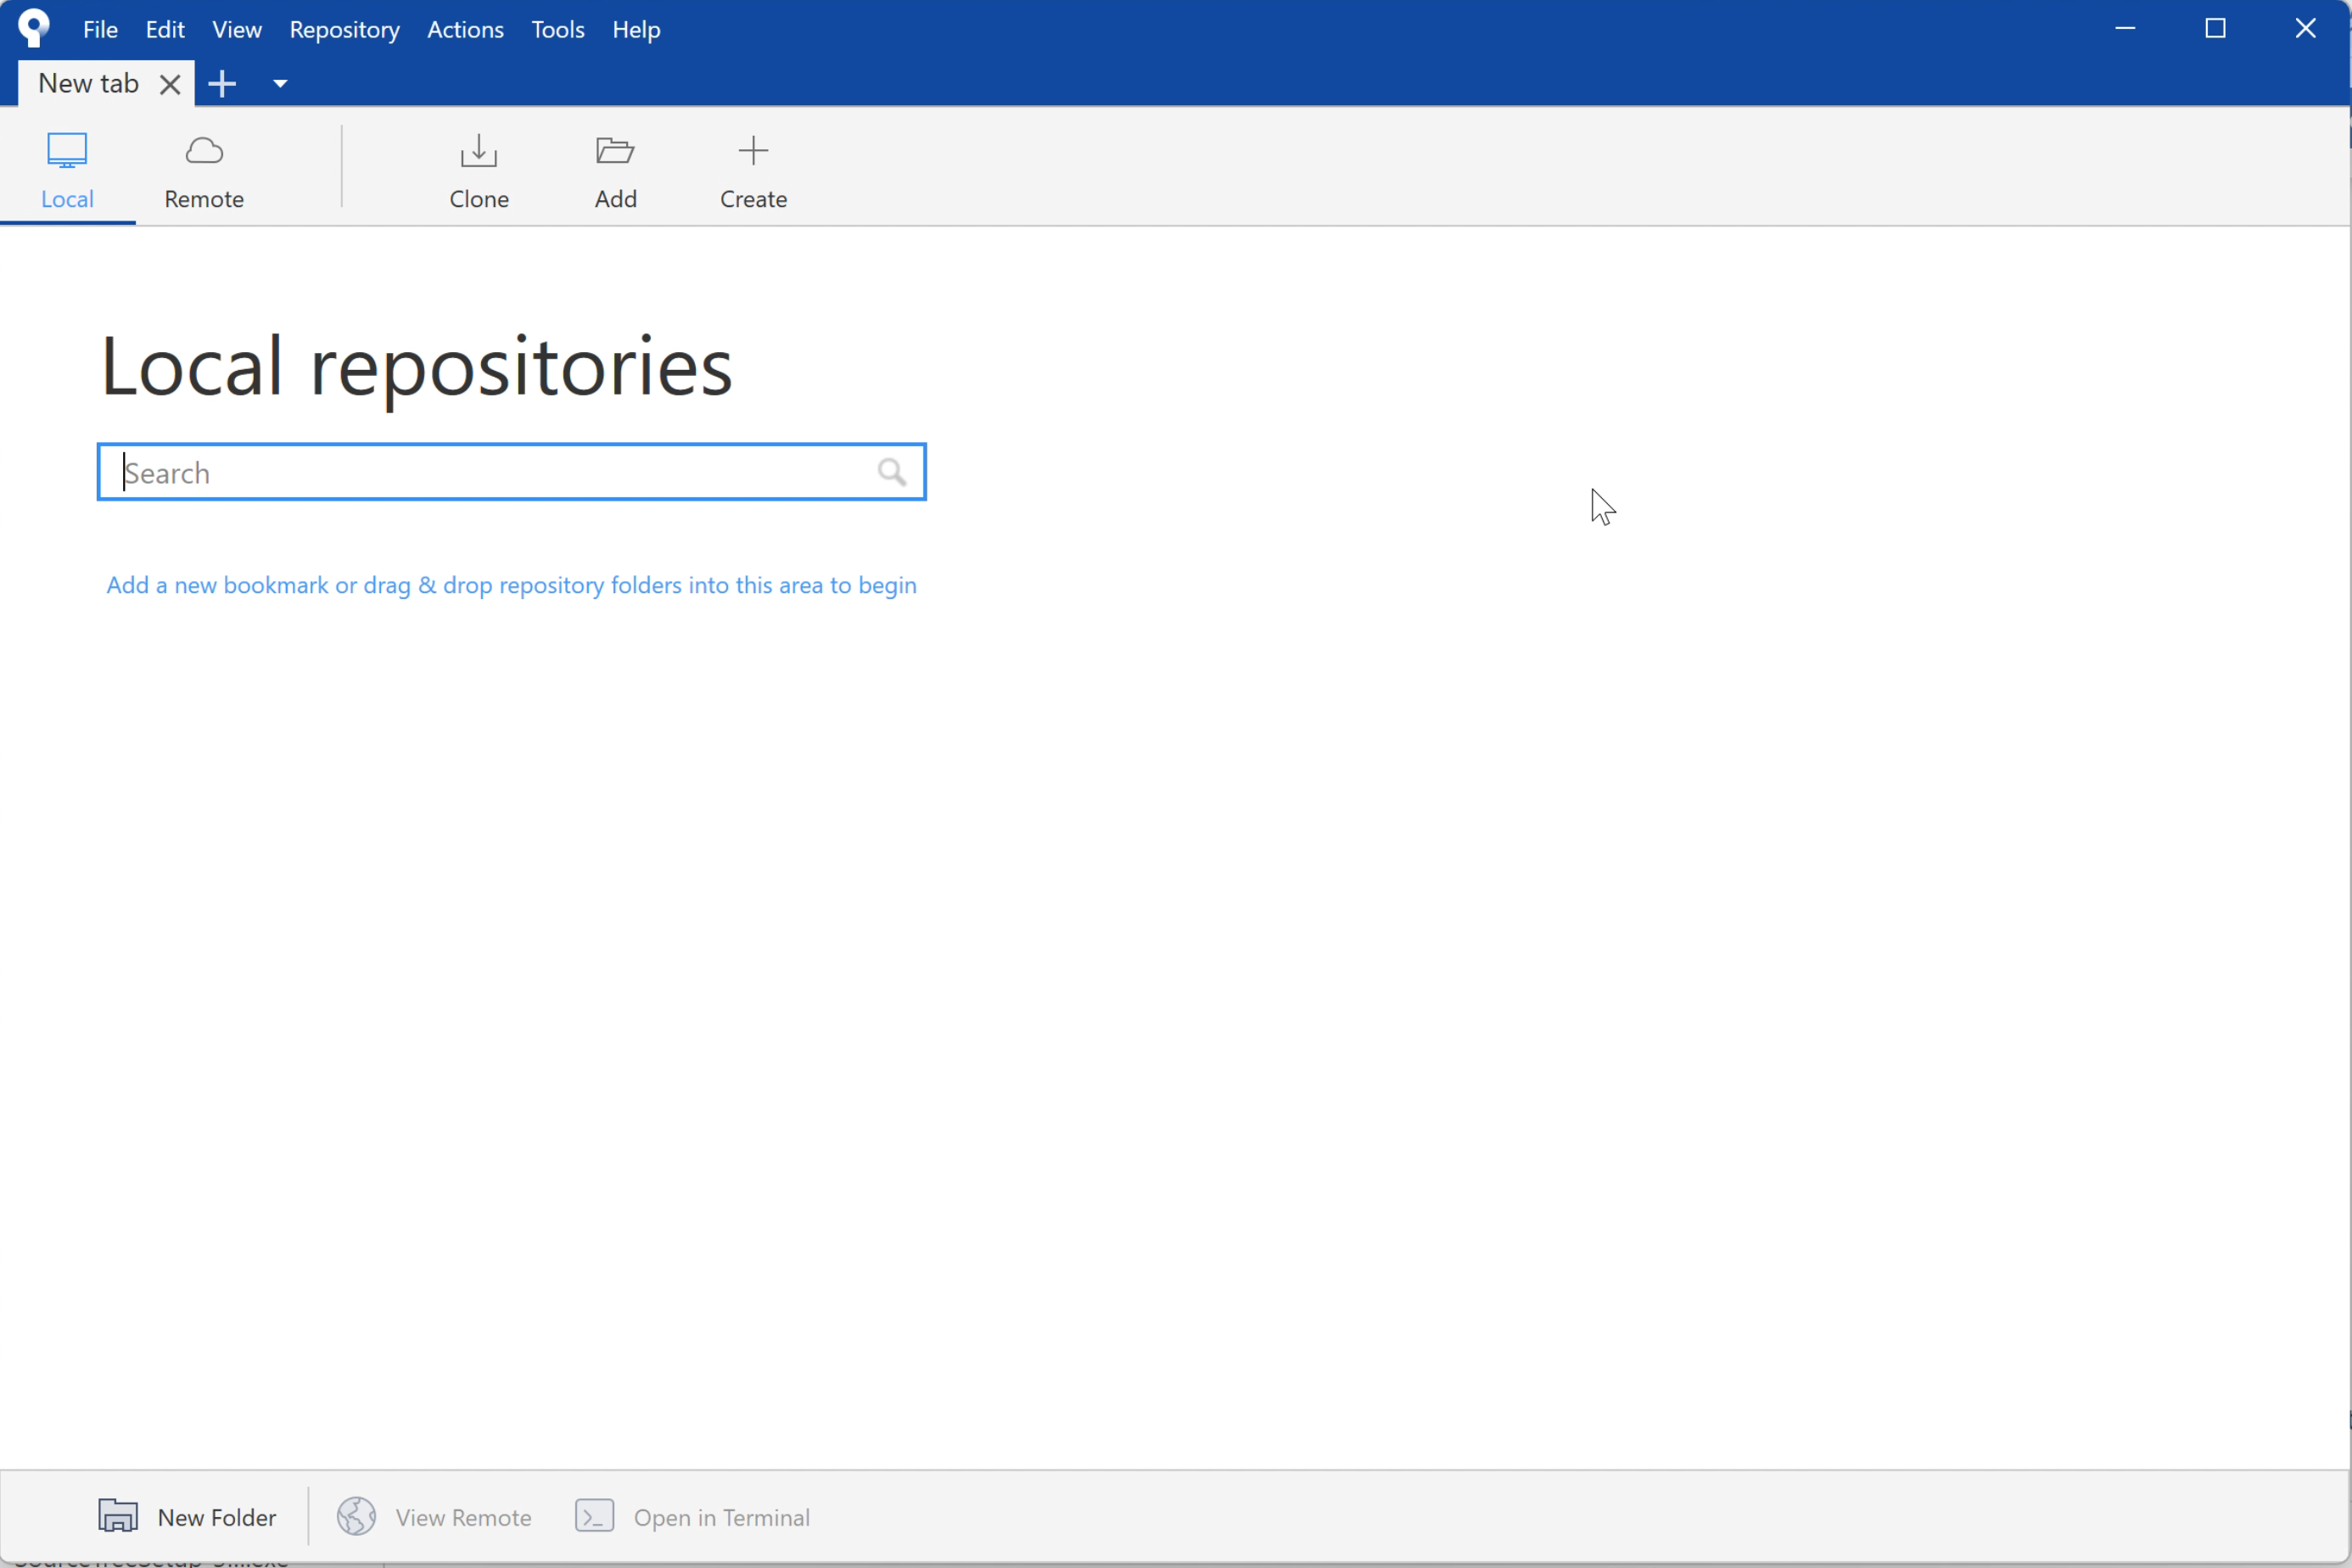 File Edit View Repository Actions Tools Help
New tab
Local Remote Clone Add Create
Local repositories
Search
Add a new bookmark or drag & drop repository folders into this area to begin
New Folder View Remote Open in Terminal